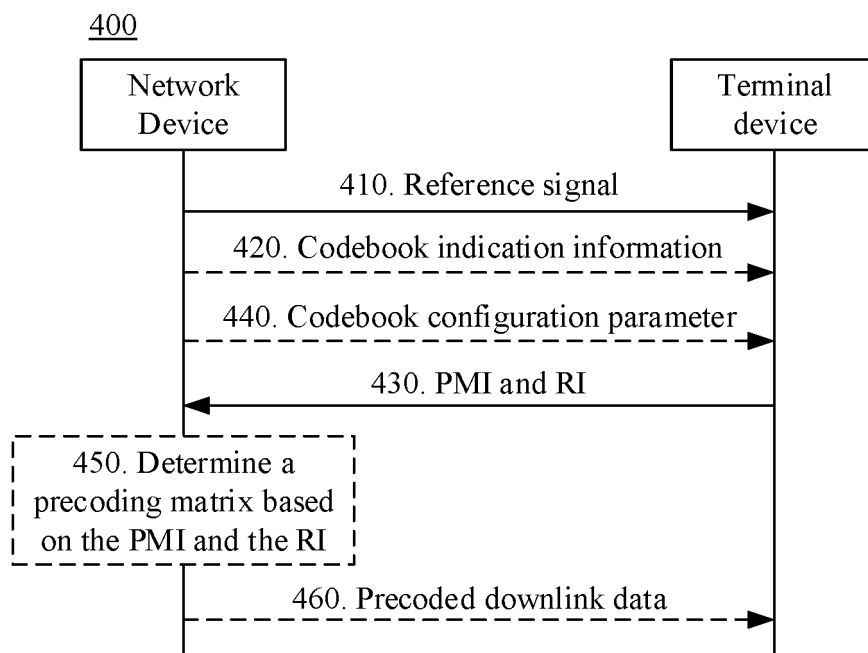 400
Network
Device
Terminal
device
410. Reference signal
420. Codebook indication information
440. Codebook configuration parameter
430. PMI and RI
450. Determine a
precoding matrix based
on the PMI and the RI
460. Precoded downlink data